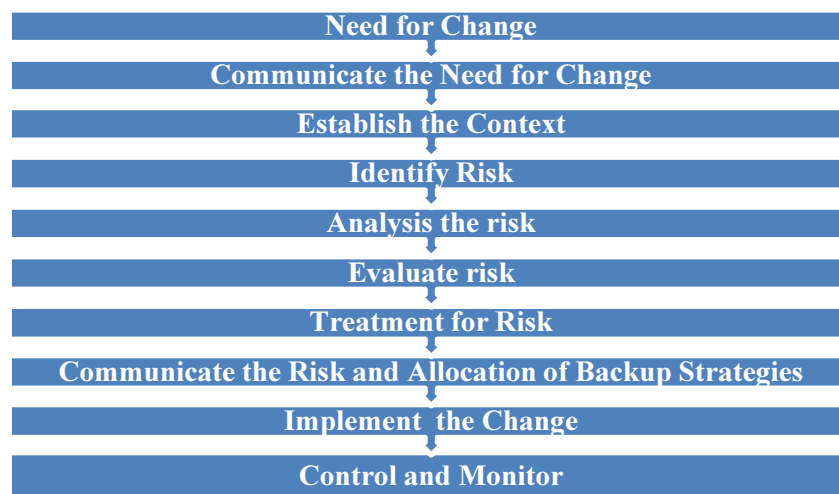 Need for Change
Communicate the Need for Change
Establish the Context
Identify Risk
Analysis the risk
Evaluate risk
Treatment for Risk
Communicate the Risk and Allocation of Backup Strategies
Implement  the Change
Control and Monitor